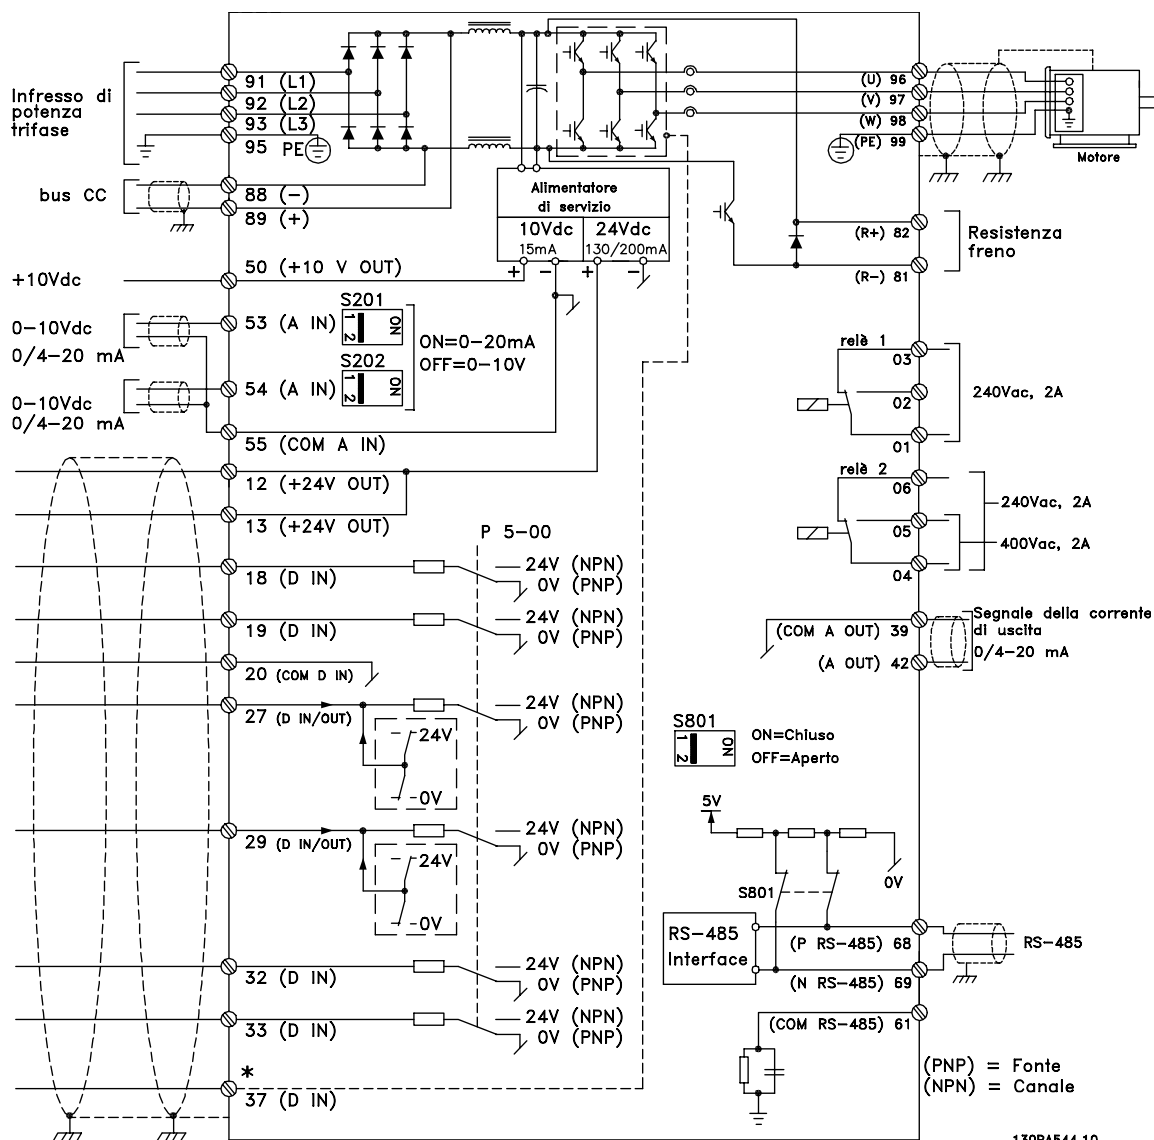 Infresso di
potenza
trifase
91 (L1)
92 (L2)
93 (L3)
95 PE
bus CC
88 (−)
89 (+)
+10Vdc
50 (+10 V OUT)
0−10Vdc
0/4−20 mA
53 (A IN)
0−10Vdc
0/4−20 mA
54 (A IN)
55 (COM A IN)
S201
1 2
ON
S202
1 2
ON
ON=0−20mA
OFF=0−10V
Alimentatore
di servizio
10Vdc
15mA
24Vdc
130/200mA
+ − + −
12 (+24V OUT)
13 (+24V OUT)
P 5-00
18 (D IN)
24V (NPN)
0V (PNP)
19 (D IN)
24V (NPN)
0V (PNP)
20 (COM D IN)
27 (D IN/OUT)
24V (NPN)
0V (PNP)
24V
0V
29 (D IN/OUT)
24V (NPN)
0V (PNP)
24V
0V
32 (D IN)
24V (NPN)
0V (PNP)
33 (D IN)
24V (NPN)
0V (PNP)
*
37 (D IN)
(U) 96
(V) 97
(W) 98
(PE) 99
Motore
(R+) 82
Resistenza
freno
(R−) 81
relè 1
03
02
01
240Vac, 2A
relè 2
06
05
04
240Vac, 2A
400Vac, 2A
(COM A OUT) 39
(A OUT) 42
Segnale della corrente
di uscita
0/4−20 mA
S801
1 2
ON
ON=Chiuso
OFF=Aperto
5V
S801
0V
RS-485
Interface
(P RS-485) 68
(N RS-485) 69
RS-485
(COM RS-485) 61
(PNP) = Fonte
(NPN) = Canale
130BA544.10